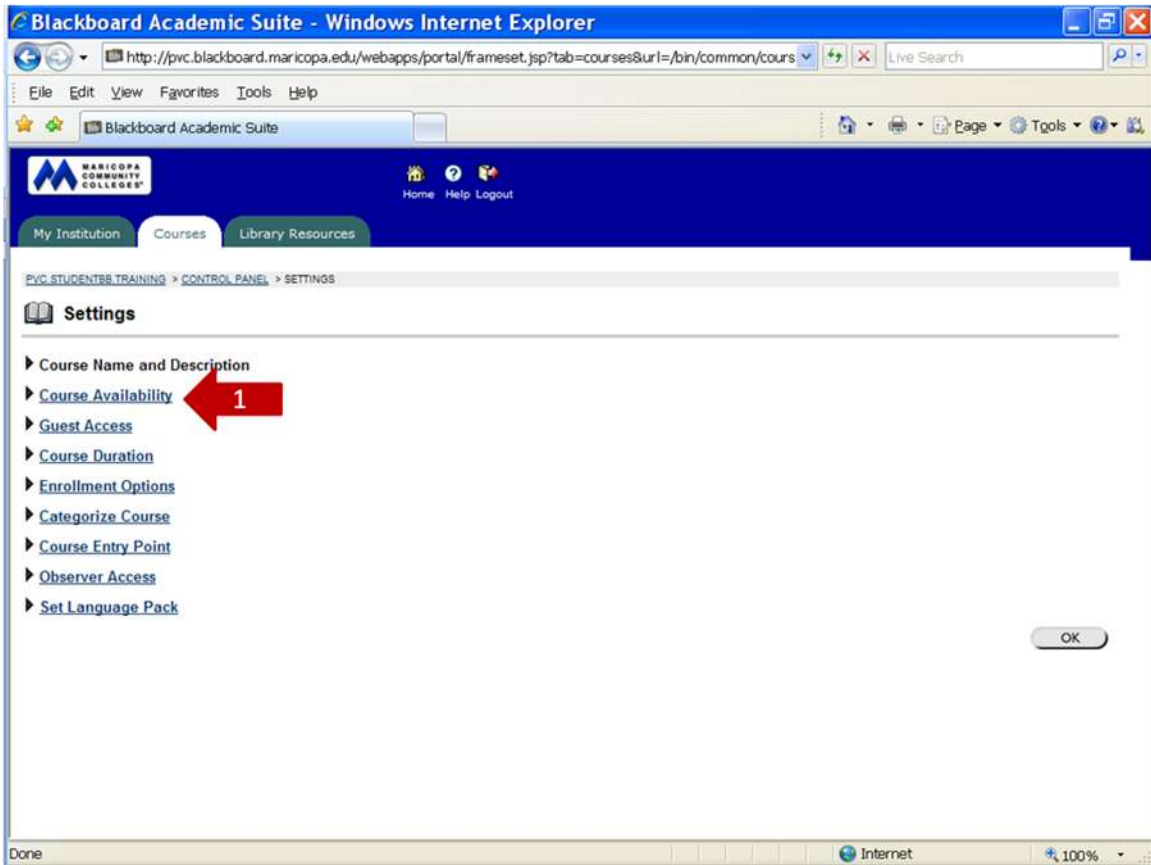 Blackboard Academic Suite - Windows Internet Explorer
http://pvc.blackboard.maricopa.edu/webapps/portal/frameset.jsp?tab=courses&url=/bin/common/cours Live Search
File Edit View Favorites Tools Help
Blackboard Academic Suite Page Tools
MARICOPA
COMMUNITY
COLLEGES
Home Help Logout
My Institution Courses Library Resources
PVC.STUDENTBB.TRAINING > CONTROL PANEL > SETTINGS
Settings
Course Name and Description
Course Availability 1
Guest Access
Course Duration
Enrollment Options
Categorize Course
Course Entry Point
Observer Access
Set Language Pack
OK
Done Internet 100%